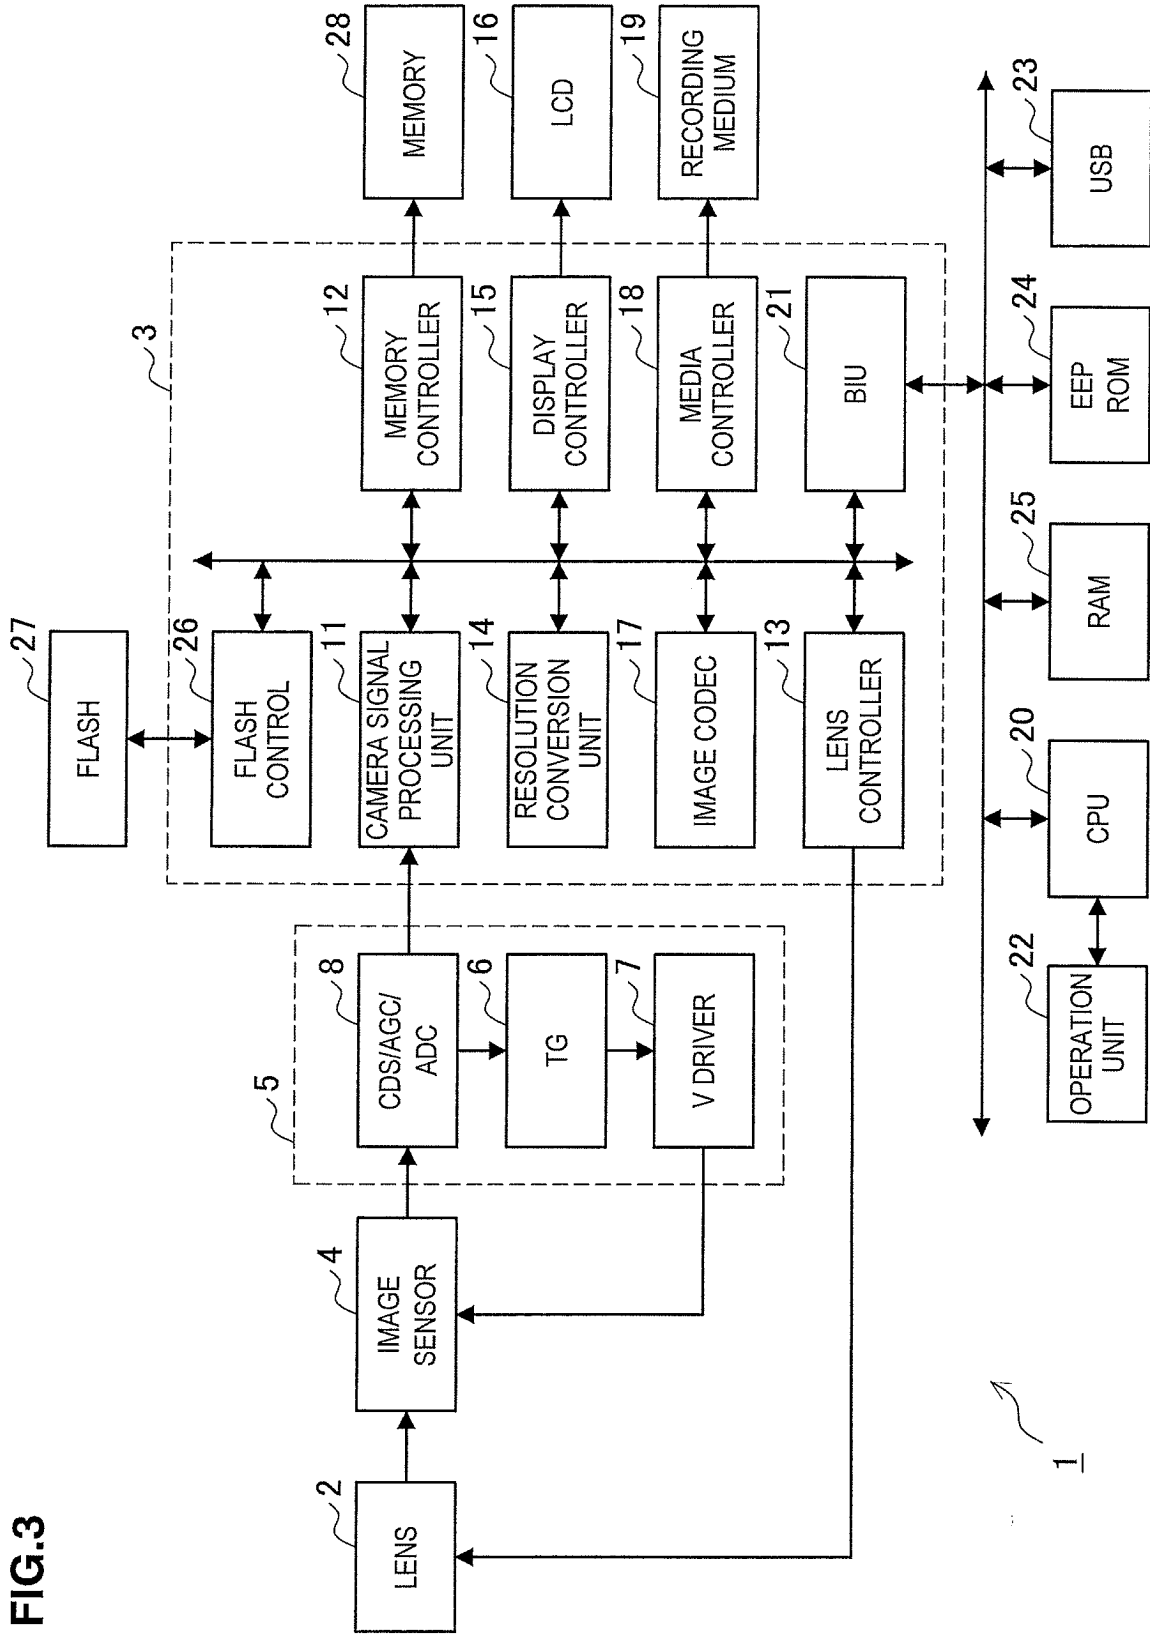 FIG.3
27
FLASH
3
26
FLASH
CONTROL
12
MEMORY
CONTROLLER
28
MEMORY
5
2
LENS
4
IMAGE
SENSOR
8
CDS/AGC/
ADC
11
CAMERA SIGNAL
PROCESSING
UNIT
15
DISPLAY
CONTROLLER
16
LCD
6
TG
14
RESOLUTION
CONVERSION
UNIT
18
MEDIA
CONTROLLER
19
RECORDING
MEDIUM
7
V DRIVER
17
IMAGE CODEC
21
BIU
13
LENS
CONTROLLER
1
22
OPERATION
UNIT
20
CPU
25
RAM
24
EEP
ROM
23
USB